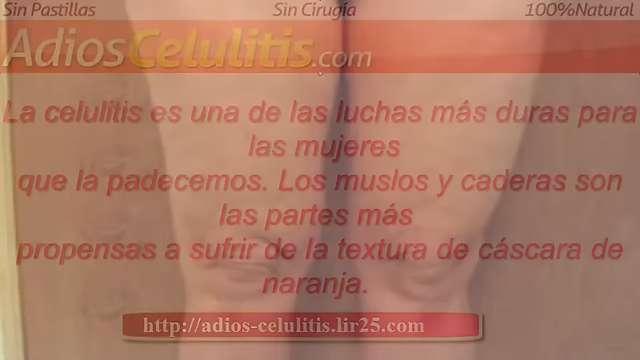 Sin Pastillas Sin Cirugia 100%Natural
AdiosCelulitis.com
La celulitis es una de las luchas más duras para
las mujeres
que la padecemos. Los muslos y caderas son
las partes más
propensas a sufrir de la textura de cáscara de
naranja.
http://adios-celulitis.lir25.com